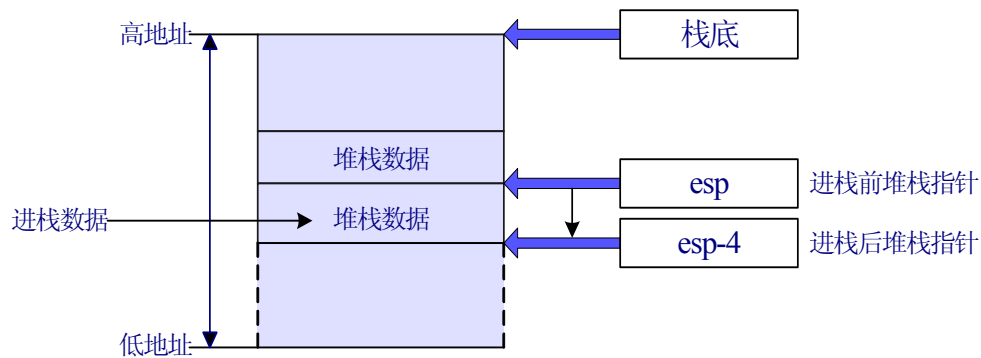 高地址
栈底
堆栈数据
esp
进栈前堆栈指针
进栈数据
堆栈数据
esp-4
进栈后堆栈指针
低地址